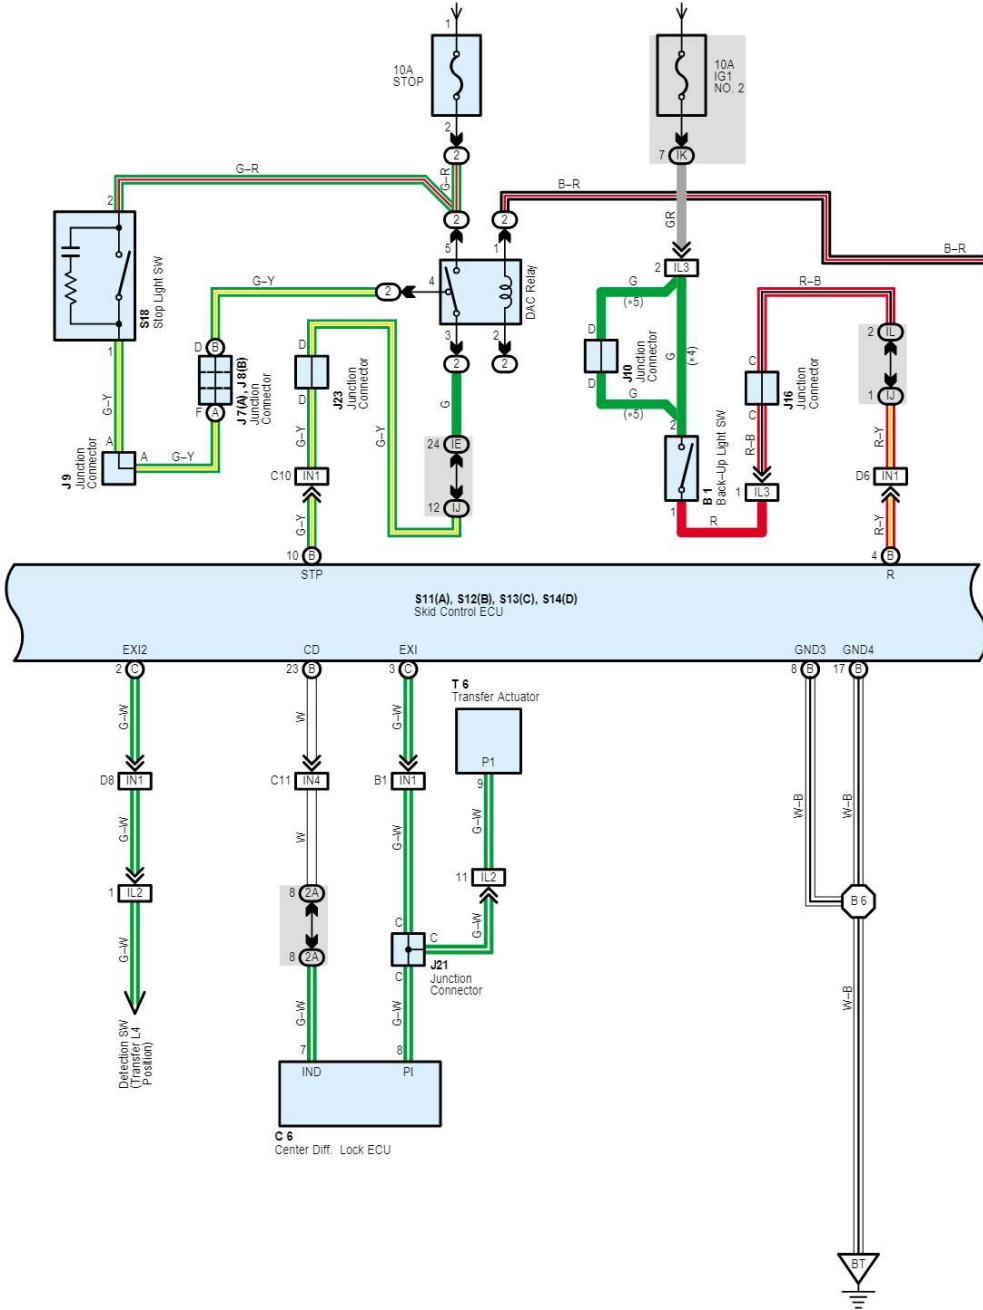 1
10A
STOP
2
2
G-R
G-R
2
2
5
1
4
DAC Relay
3
2
2
2
10A
IG1
NO. 2
7 IK
GR
B-R
B-R
2 IL3
G
(*5)
G
(*4)
D
D
J10
Junction
Connector
G
(*5)
2
B 1
Back-Up Light SW
1
R
1 IL3
R-B
R-B
C
C
J16
Junction
Connector
2 IL
1 IJ
R-Y
D6 IN1
R-Y
4 B
R
2
S18
Stop Light SW
1
G-Y
A
A
J 9
Junction
Connector
G-Y
G-Y
2
D B
F A
J 7(A), J 8(B)
Junction
Connector
D
D
J23
Junction
Connector
G-Y
G-Y
C10 IN1
G-Y
10 B
STP
G
24 IE
12 IJ
S11(A), S12(B), S13(C), S14(D)
Skid Control ECU
EXI2
CD
EXI
GND3
GND4
2 C
23 B
3 C
8 B
17 B
G-W
W
G-W
T 6
Transfer Actuator
P1
9
D8 IN1
C11 IN4
B1 IN1
G-W
W
G-W
G-W
W-B
W-B
1 IL2
8 2A
11 IL2
B 6
G-W
8 2A
C
C
G-W
J21
Junction
Connector
C
G-W
G-W
W-B
Detection SW
(Transfer L4
Position)
7
8
IND
PI
C 6
Center Diff. Lock ECU
BT